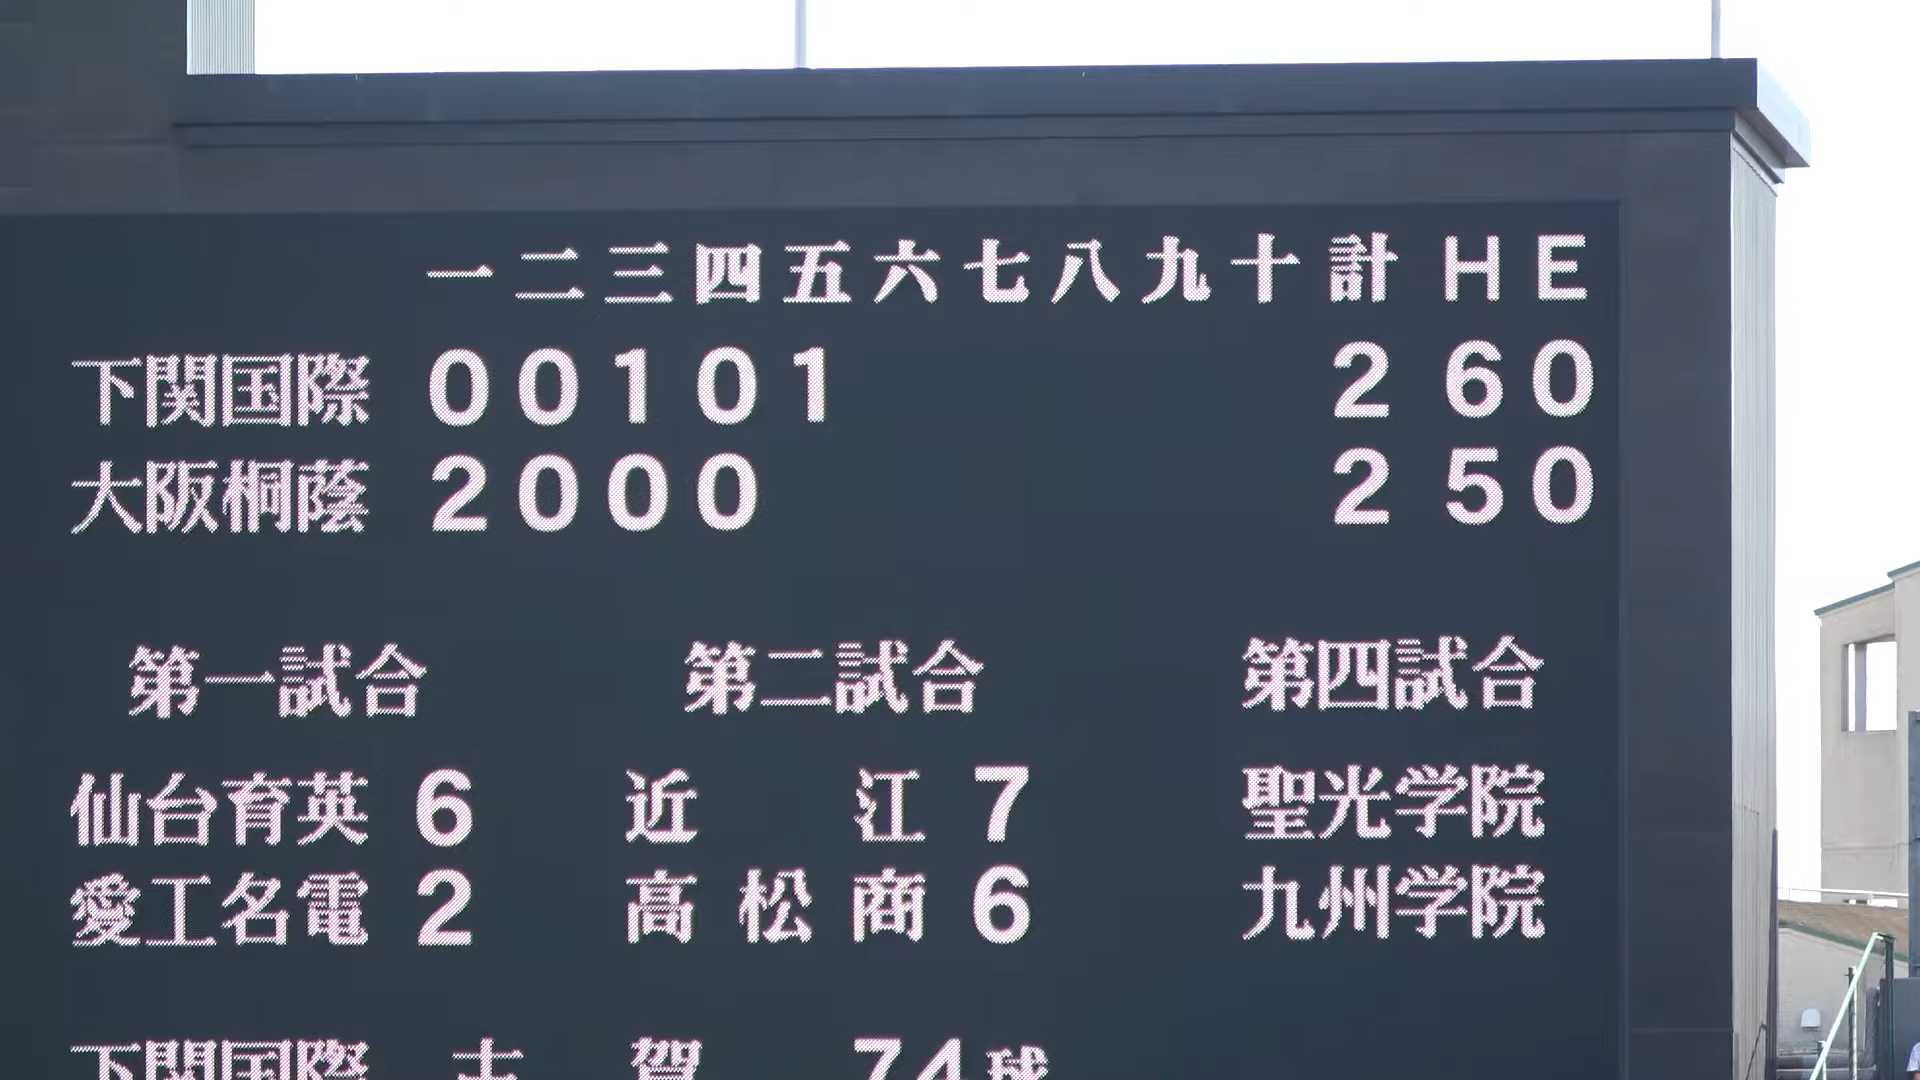 一 二 三 四 五 六 七 八 九 十 計 H E
下関国際 0 0 1 0 1 2 6 0
大阪桐蔭 2 0 0 0 2 5 0
第一試合 第二試合 第四試合
仙台育英 6 近 江 7 聖光学院
愛工名電 2 高松商 6 九州学院
下関国際 古 賀 74球